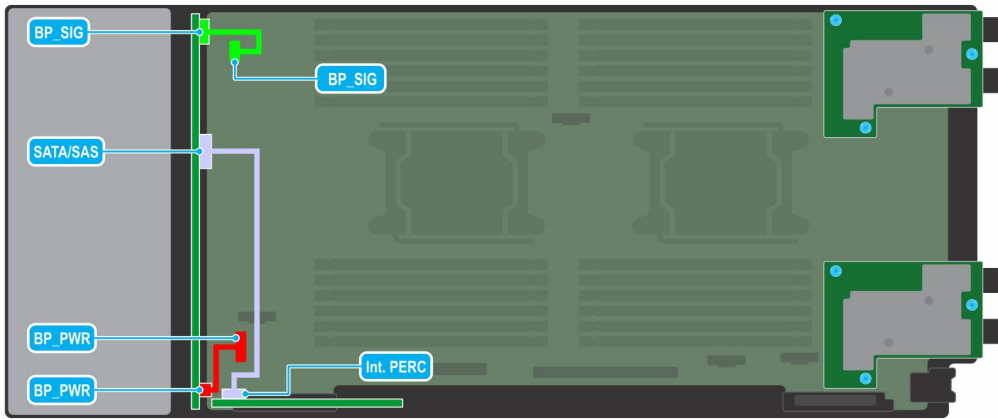 BP_SIG
BP_SIG
SATA/SAS
BP_PWR
Int. PERC
BP_PWR